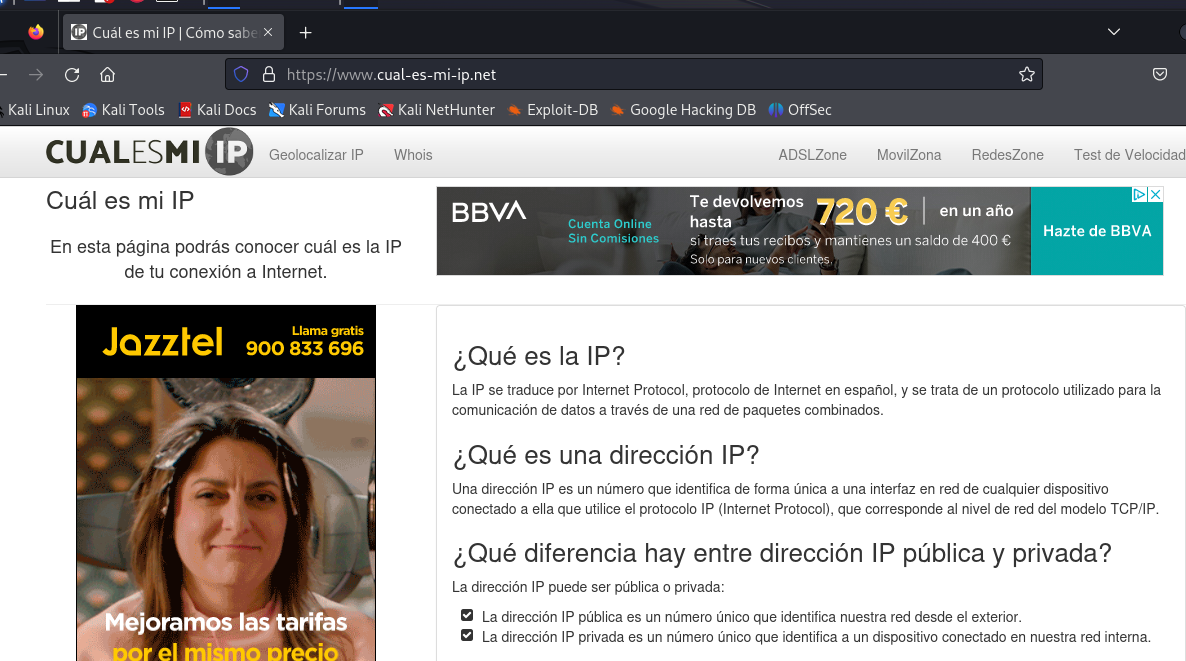 Cuál es mi IP | Cómo sabe
https://www.cual-es-mi-ip.net
Kali Linux Kali Tools Kali Docs Kali Forums Kali NetHunter Exploit-DB Google Hacking DB OffSec
CUALESMI IP Geolocalizar IP Whois ADSLZone MovilZona RedesZone Test de Velocidad
Cuál es mi IP
En esta página podrás conocer cuál es la IP
de tu conexión a Internet.
BBVA
Cuenta Online
Sin Comisiones
Te devolvemos
hasta
720 €
en un año
si traes tus recibos y mantienes un saldo de 400 €
Solo para nuevos clientes.
Hazte de BBVA
Jazztel
Llama gratis
900 833 696
Mejoramos las tarifas
por el mismo precio
¿Qué es la IP?
La IP se traduce por Internet Protocol, protocolo de Internet en español, y se trata de un protocolo utilizado para la
comunicación de datos a través de una red de paquetes combinados.
¿Qué es una dirección IP?
Una dirección IP es un número que identifica de forma única a una interfaz en red de cualquier dispositivo
conectado a ella que utilice el protocolo IP (Internet Protocol), que corresponde al nivel de red del modelo TCP/IP.
¿Qué diferencia hay entre dirección IP pública y privada?
La dirección IP puede ser pública o privada:
La dirección IP pública es un número único que identifica nuestra red desde el exterior.
La dirección IP privada es un número único que identifica a un dispositivo conectado en nuestra red interna.